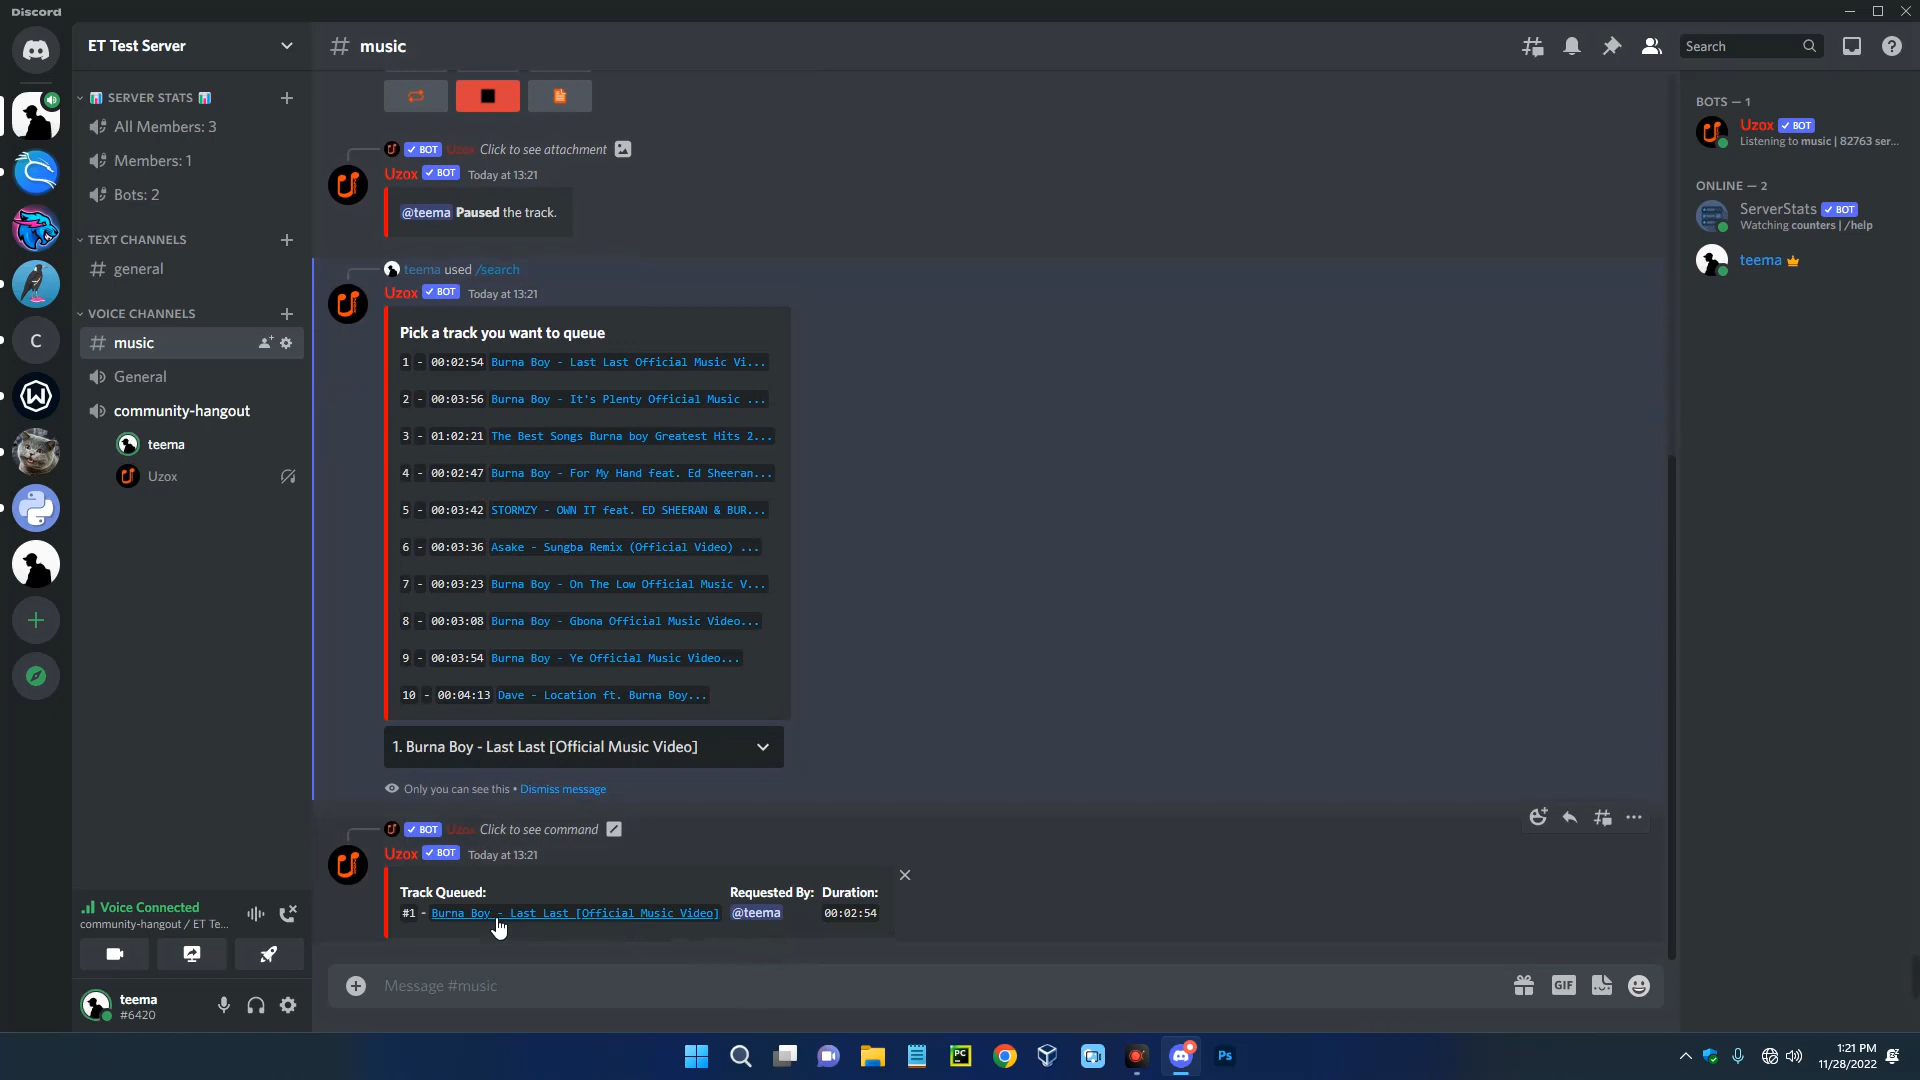 Discord
ET Test Server
music
Search
SERVER STATS
All Members: 3
Members: 1
Bots: 2
TEXT CHANNELS
general
VOICE CHANNELS
music
General
community-hangout
teema
Uzox
Voice Connected
community-hangout / ET Te...
teema
#6420
BOT Uzox Click to see attachment
Uzox BOT Today at 13:21
@teema Paused the track.
teema used /search
Uzox BOT Today at 13:21
Pick a track you want to queue
1 - 00:02:54 Burna Boy - Last Last Official Music Vi...
2 - 00:03:56 Burna Boy - It's Plenty Official Music ...
3 - 01:02:21 The Best Songs Burna boy Greatest Hits 2...
4 - 00:02:47 Burna Boy - For My Hand feat. Ed Sheeran...
5 - 00:03:42 STORMZY - OWN IT feat. ED SHEERAN & BUR...
6 - 00:03:36 Asake - Sungba Remix (Official Video) ...
7 - 00:03:23 Burna Boy - On The Low Official Music V...
8 - 00:03:08 Burna Boy - Gbona Official Music Video...
9 - 00:03:54 Burna Boy - Ye Official Music Video...
10 - 00:04:13 Dave - Location ft. Burna Boy...
1. Burna Boy - Last Last [Official Music Video]
Only you can see this • Dismiss message
BOT Uzox Click to see command
Uzox BOT Today at 13:21
Track Queued: Requested By: Duration:
#1 - Burna Boy - Last Last [Official Music Video] @teema 00:02:54
Message #music
GIF
BOTS — 1
Uzox BOT
Listening to music | 82763 ser...
ONLINE — 2
ServerStats BOT
Watching counters | /help
teema
C
PC
Ps
1:21 PM
11/28/2022